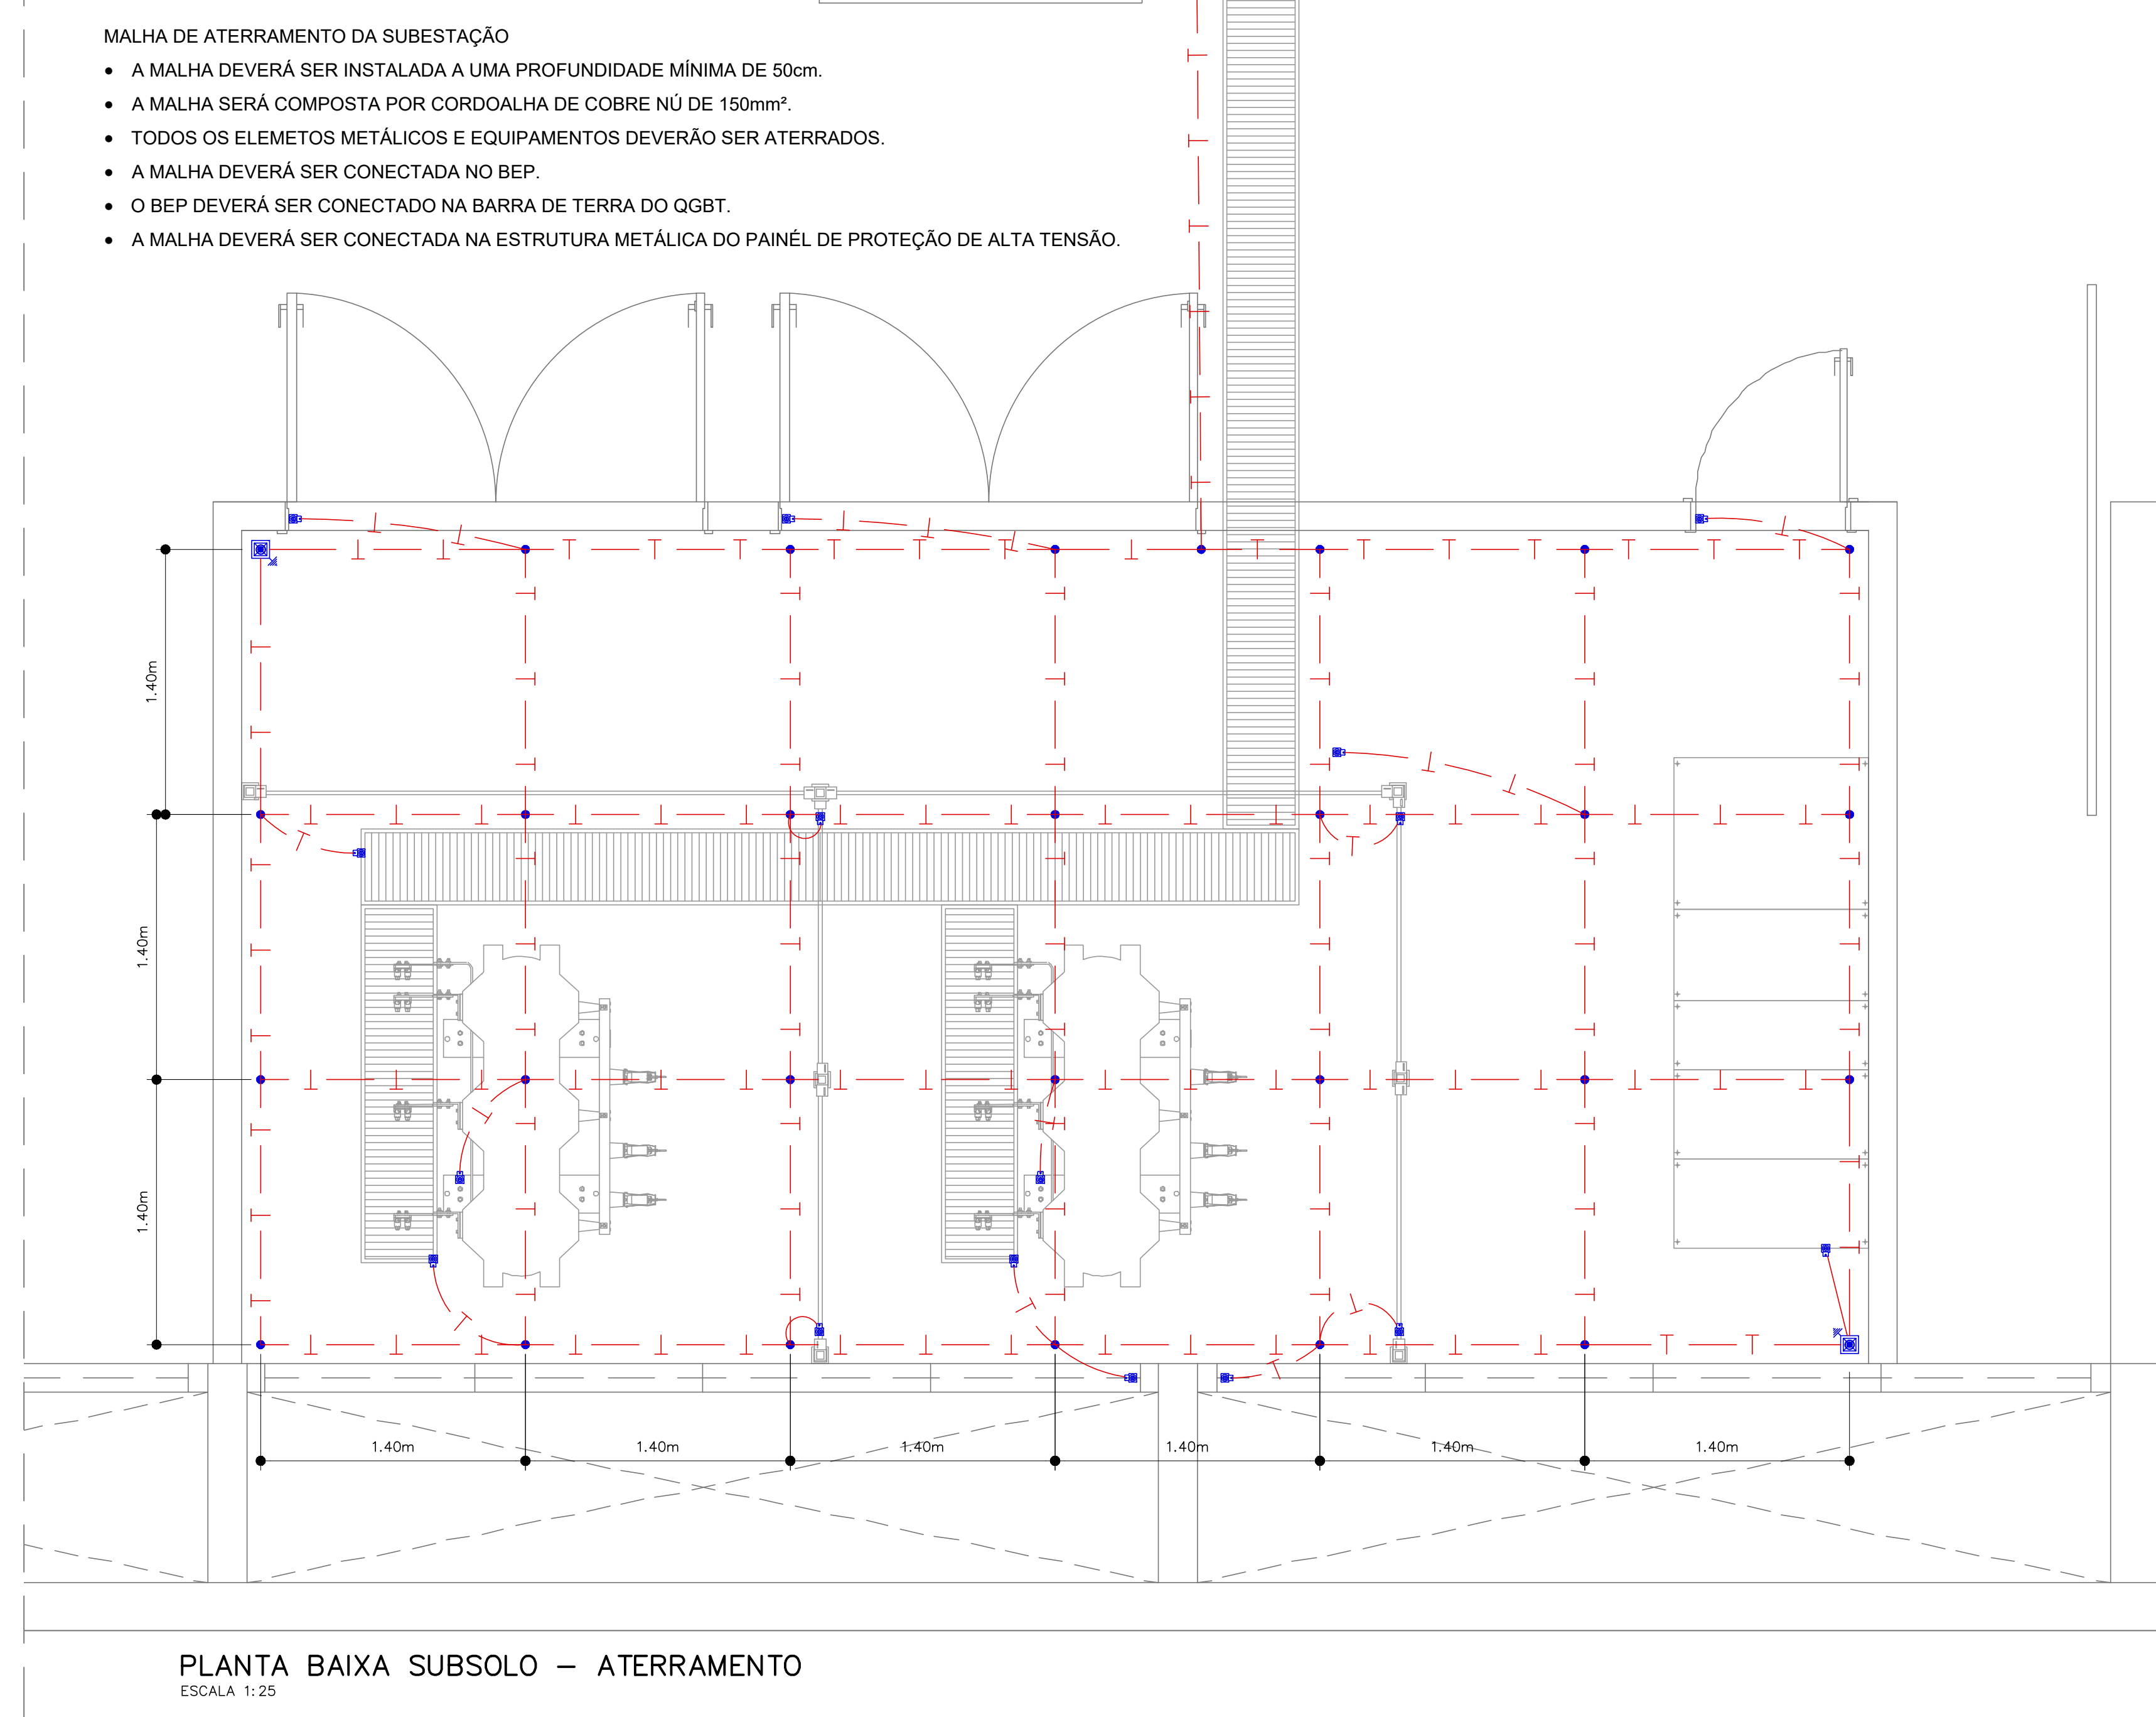 MALHA DE ATERRAMENTO DA SUBESTAÇÃO
• A MALHA DEVERÁ SER INSTALADA A UMA PROFUNDIDADE MÍNIMA DE 50cm.
• A MALHA SERÁ COMPOSTA POR CORDOALHA DE COBRE NÚ DE 150mm².
• TODOS OS ELEMETOS METÁLICOS E EQUIPAMENTOS DEVERÃO SER ATERRADOS.
• A MALHA DEVERÁ SER CONECTADA NO BEP.
• O BEP DEVERÁ SER CONECTADO NA BARRA DE TERRA DO QGBT.
• A MALHA DEVERÁ SER CONECTADA NA ESTRUTURA METÁLICA DO PAINÉL DE PROTEÇÃO DE ALTA TENSÃO.
1.40m
1.40m
1.40m
1.40m
1.40m
1.40m
1.40m
1.40m
1.40m
PLANTA BAIXA SUBSOLO – ATERRAMENTO
ESCALA 1:25